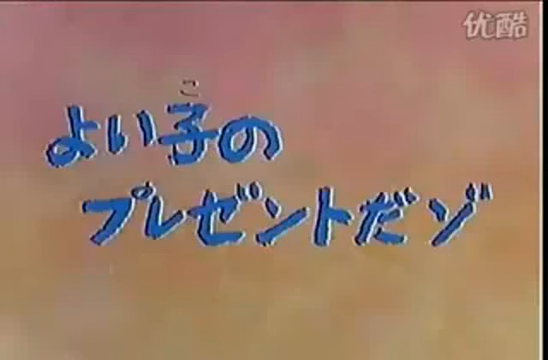 优酷
よい子の
こ
プレゼントだゾ